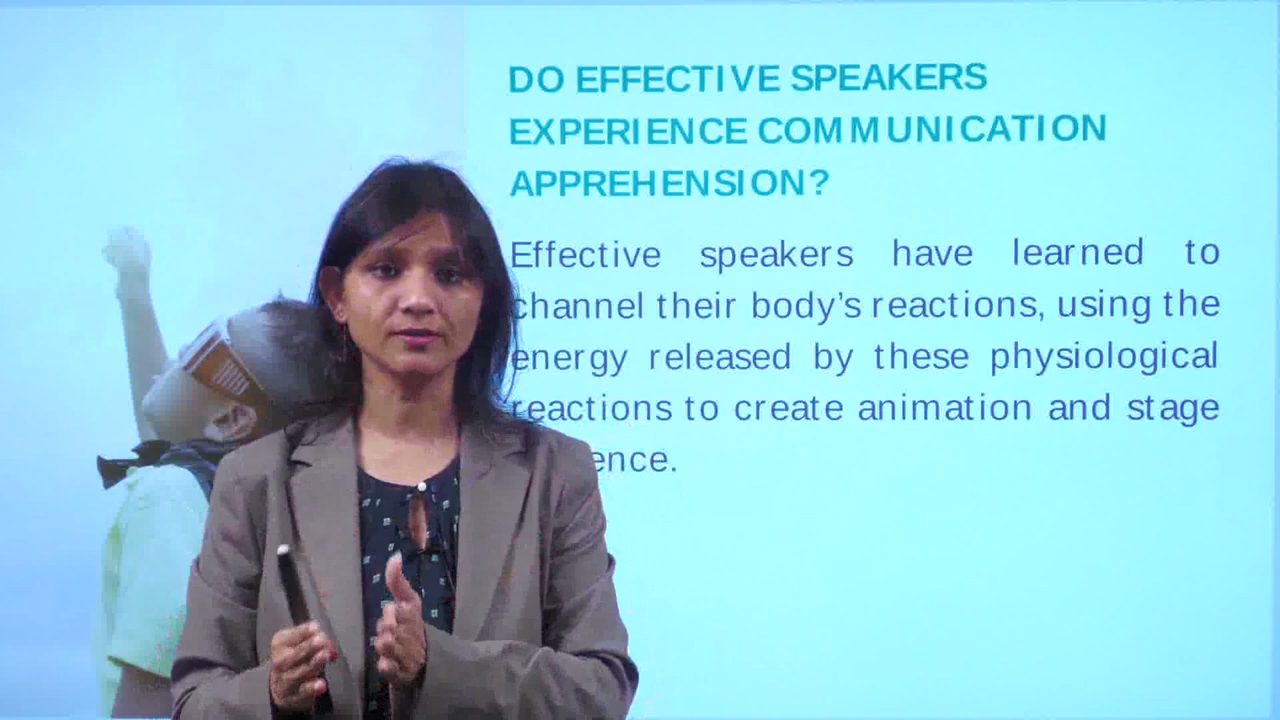 DO EFFECTIVE SPEAKERS
EXPERIENCE COMMUNICATION
APPREHENSION?
Effective speakers have learned to
channel their body's reactions, using the
energy released by these physiological
reactions to create animation and stage